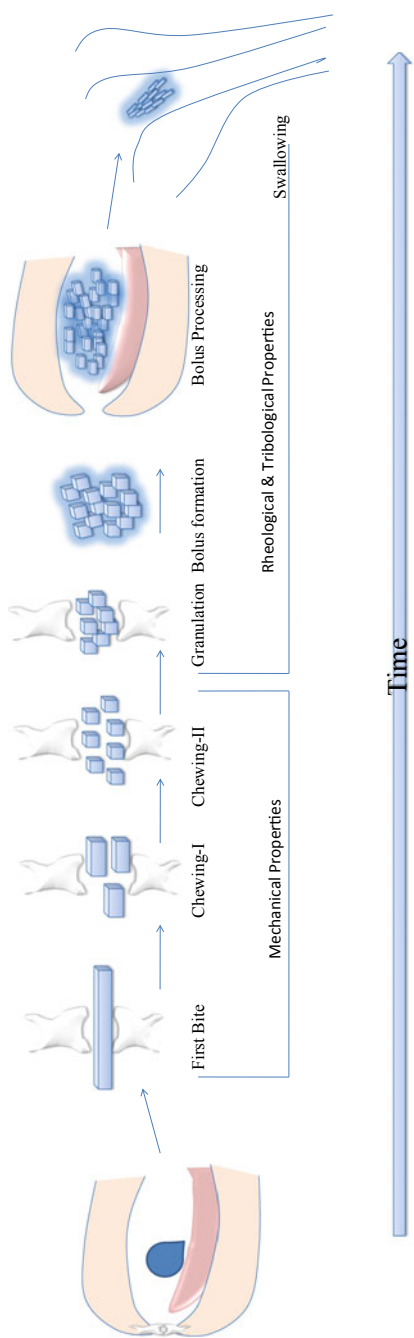 First Bite
Chewing-I
Chewing-II
Granulation
Bolus formation
Bolus Processing
Swallowing
Mechanical Properties
Rheological & Tribological Properties
Time